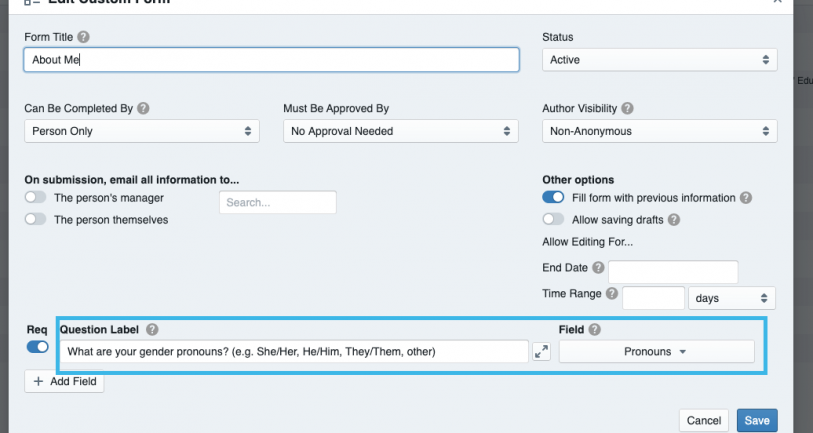 Edit Custom Form
Form Title ?
Status
About Me
Active
Edu
Can Be Completed By ?
Must Be Approved By
Author Visibility ?
Person Only
No Approval Needed
Non-Anonymous
On submission, email all information to...
Other options
The person's manager
Search...
Fill form with previous information ?
The person themselves
Allow saving drafts ?
Allow Editing For...
End Date ?
Time Range ?
days
Req Question Label ?
Field ?
What are your gender pronouns? (e.g. She/Her, He/Him, They/Them, other)
Pronouns
+ Add Field
Cancel
Save